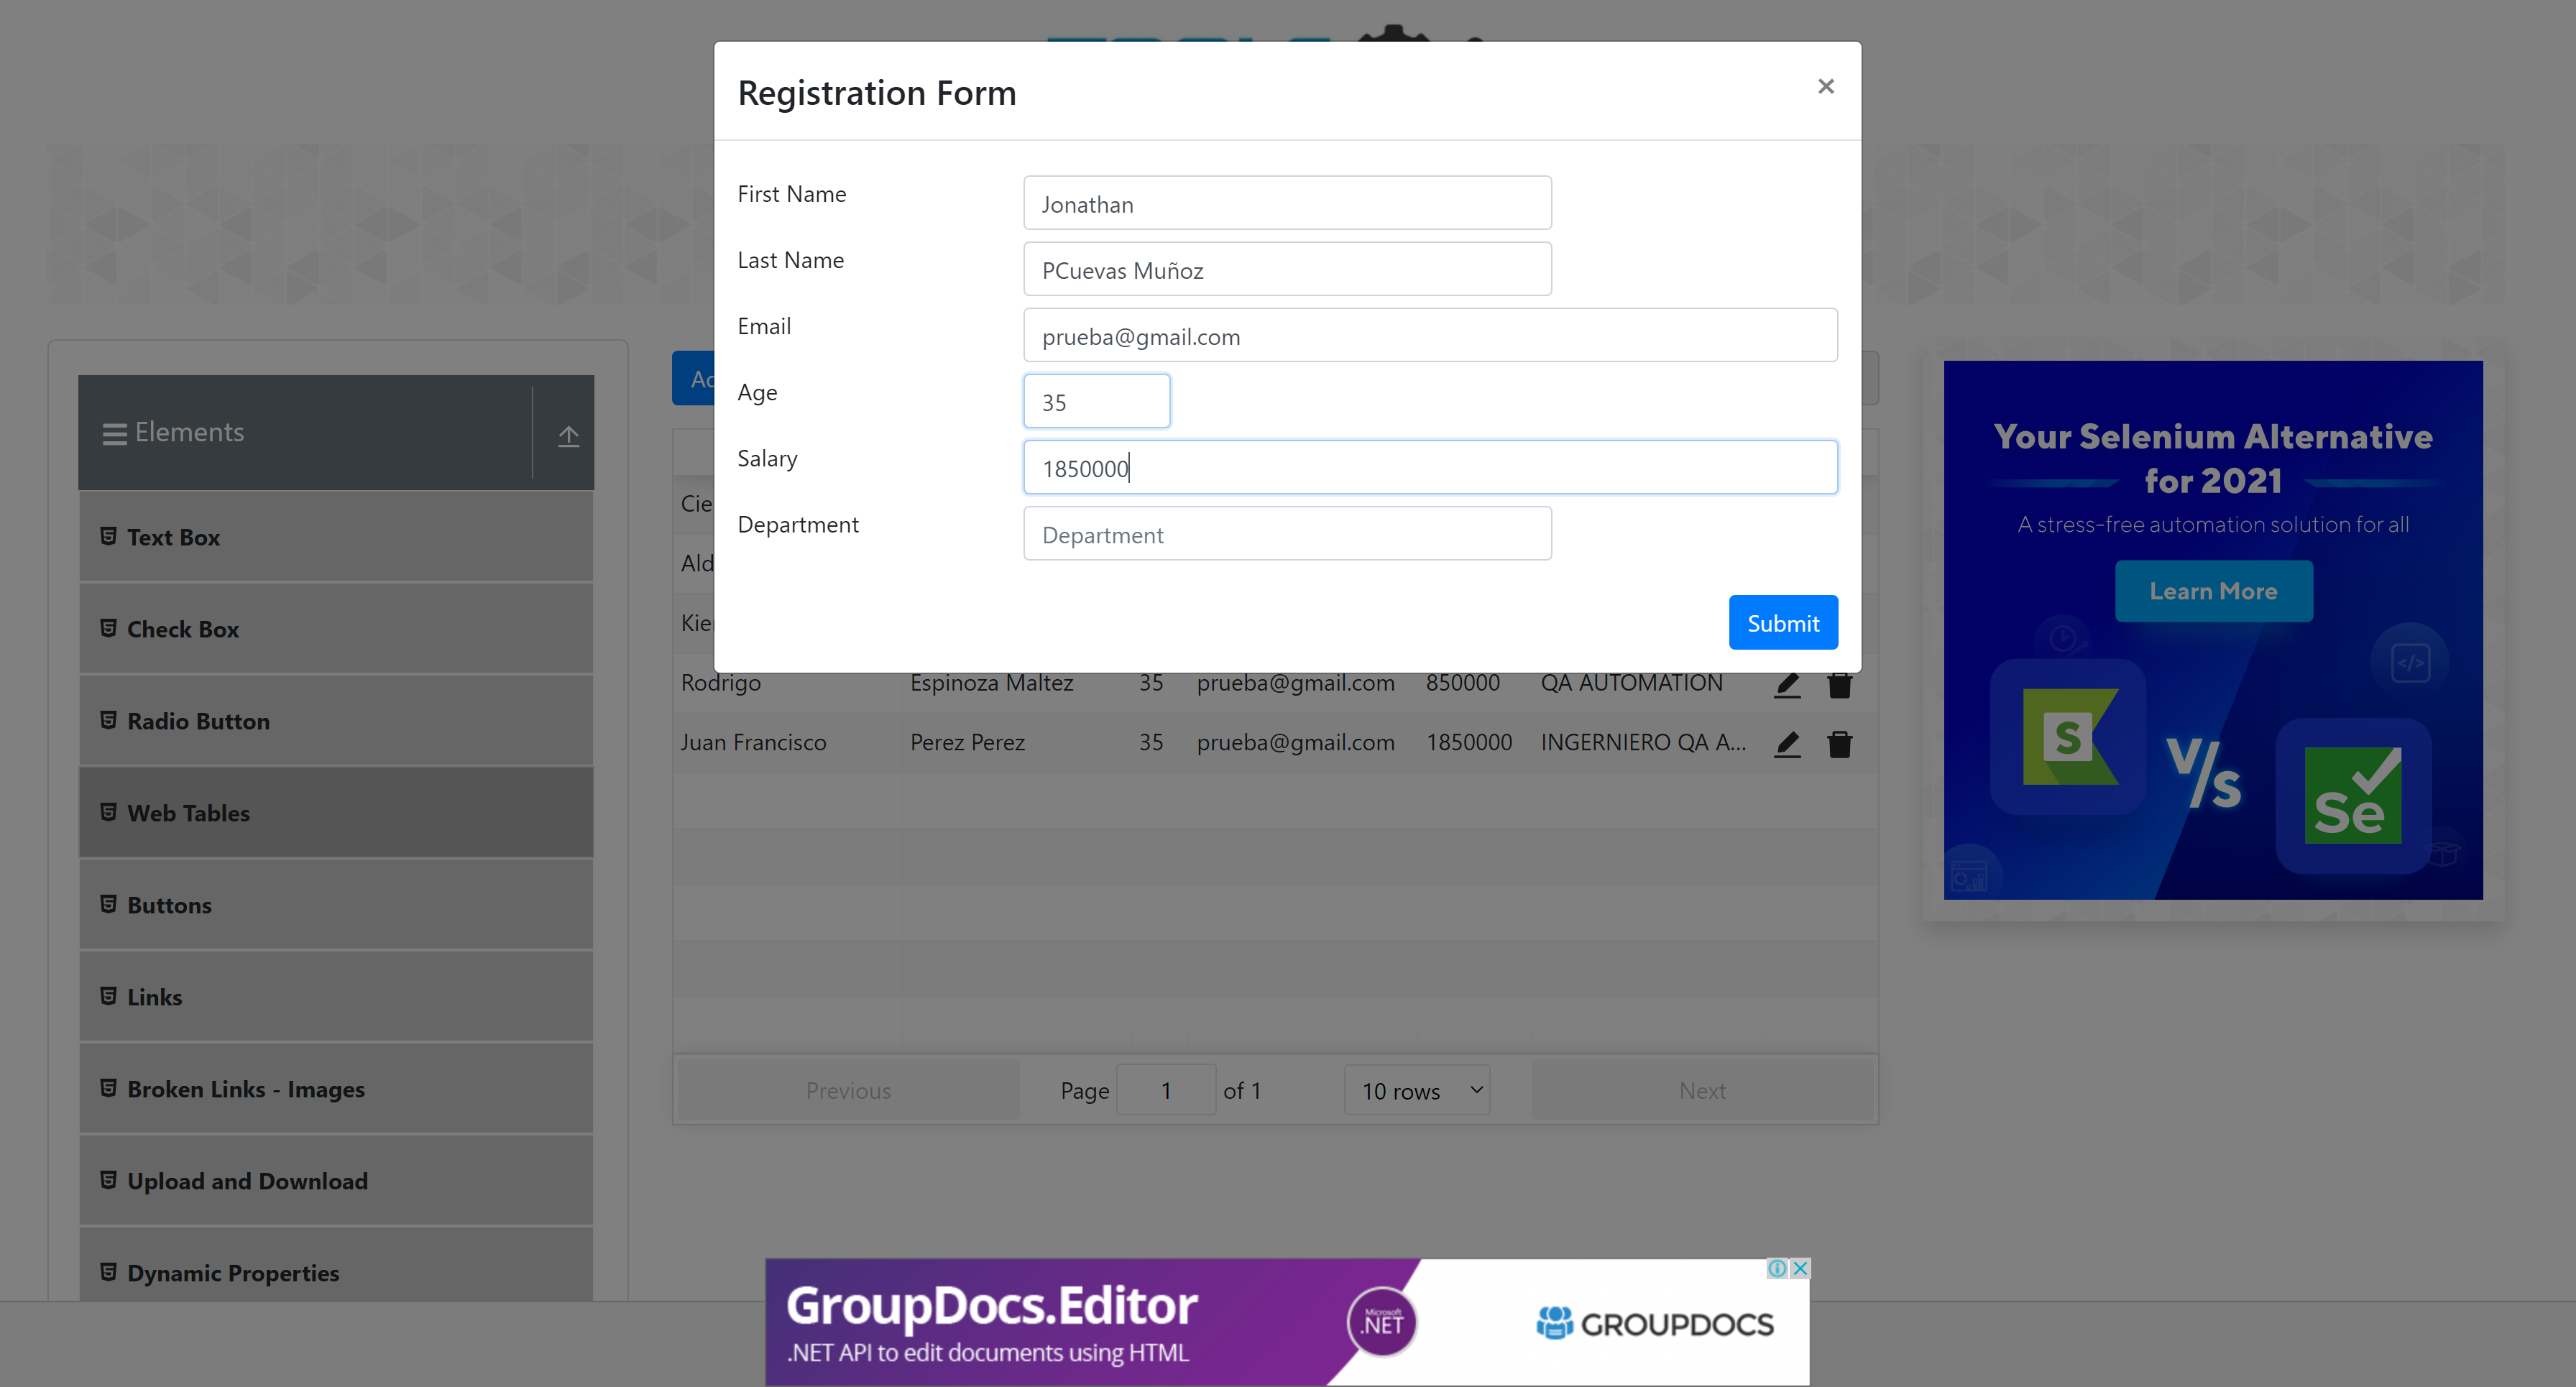 Registration Form
×
First Name
Jonathan
Last Name
PCuevas Muñoz
Email
prueba@gmail.com
Age
35
Salary
1850000
Department
Department
Submit
Elements
Text Box
Check Box
Radio Button
Web Tables
Buttons
Links
Broken Links - Images
Upload and Download
Dynamic Properties
Rodrigo Espinoza Maltez 35 prueba@gmail.com 850000 QA AUTOMATION
Juan Francisco Perez Perez 35 prueba@gmail.com 1850000 INGERNIERO QA A...
Previous Page 1 of 1 10 rows Next
Your Selenium Alternative
for 2021
A stress-free automation solution for all
Learn More
S
V/s
Se
GroupDocs.Editor
.NET API to edit documents using HTML
Microsoft
.NET
GROUPDOCS